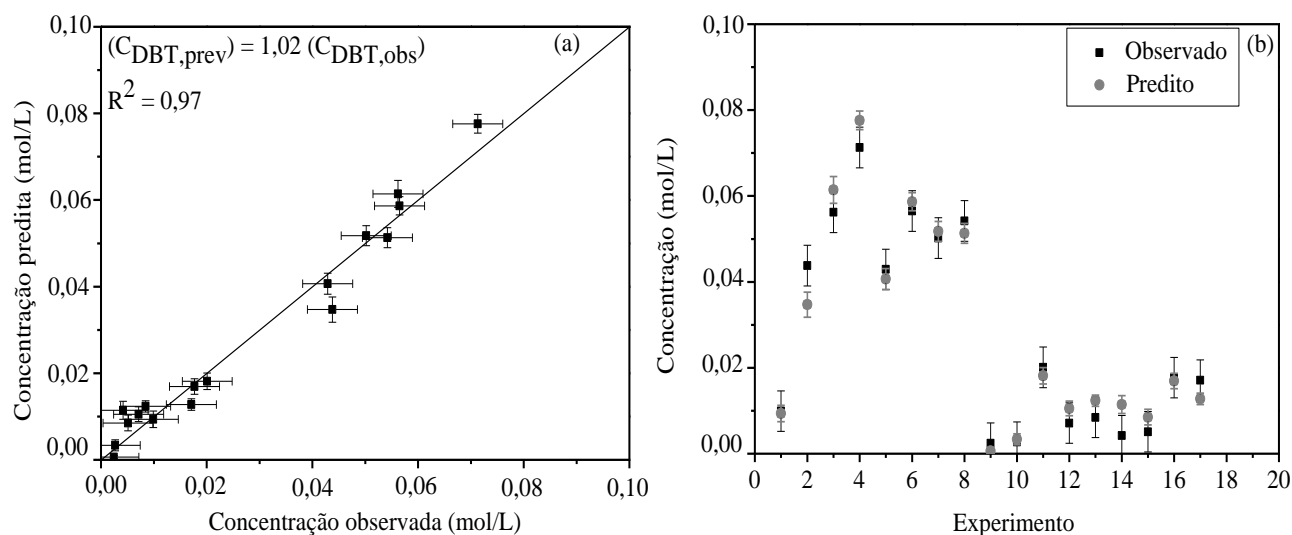 (C_DBT,prev) = 1,02 (C_DBT,obs)
(a)
R² = 0,97
0,10
0,08
0,06
0,04
0,02
0,00
Concentração predita (mol/L)
0,00 0,02 0,04 0,06 0,08 0,10
Concentração observada (mol/L)
Observado
Predito
(b)
0,10
0,08
0,06
0,04
0,02
0,00
Concentração (mol/L)
0 2 4 6 8 10 12 14 16 18 20
Experimento